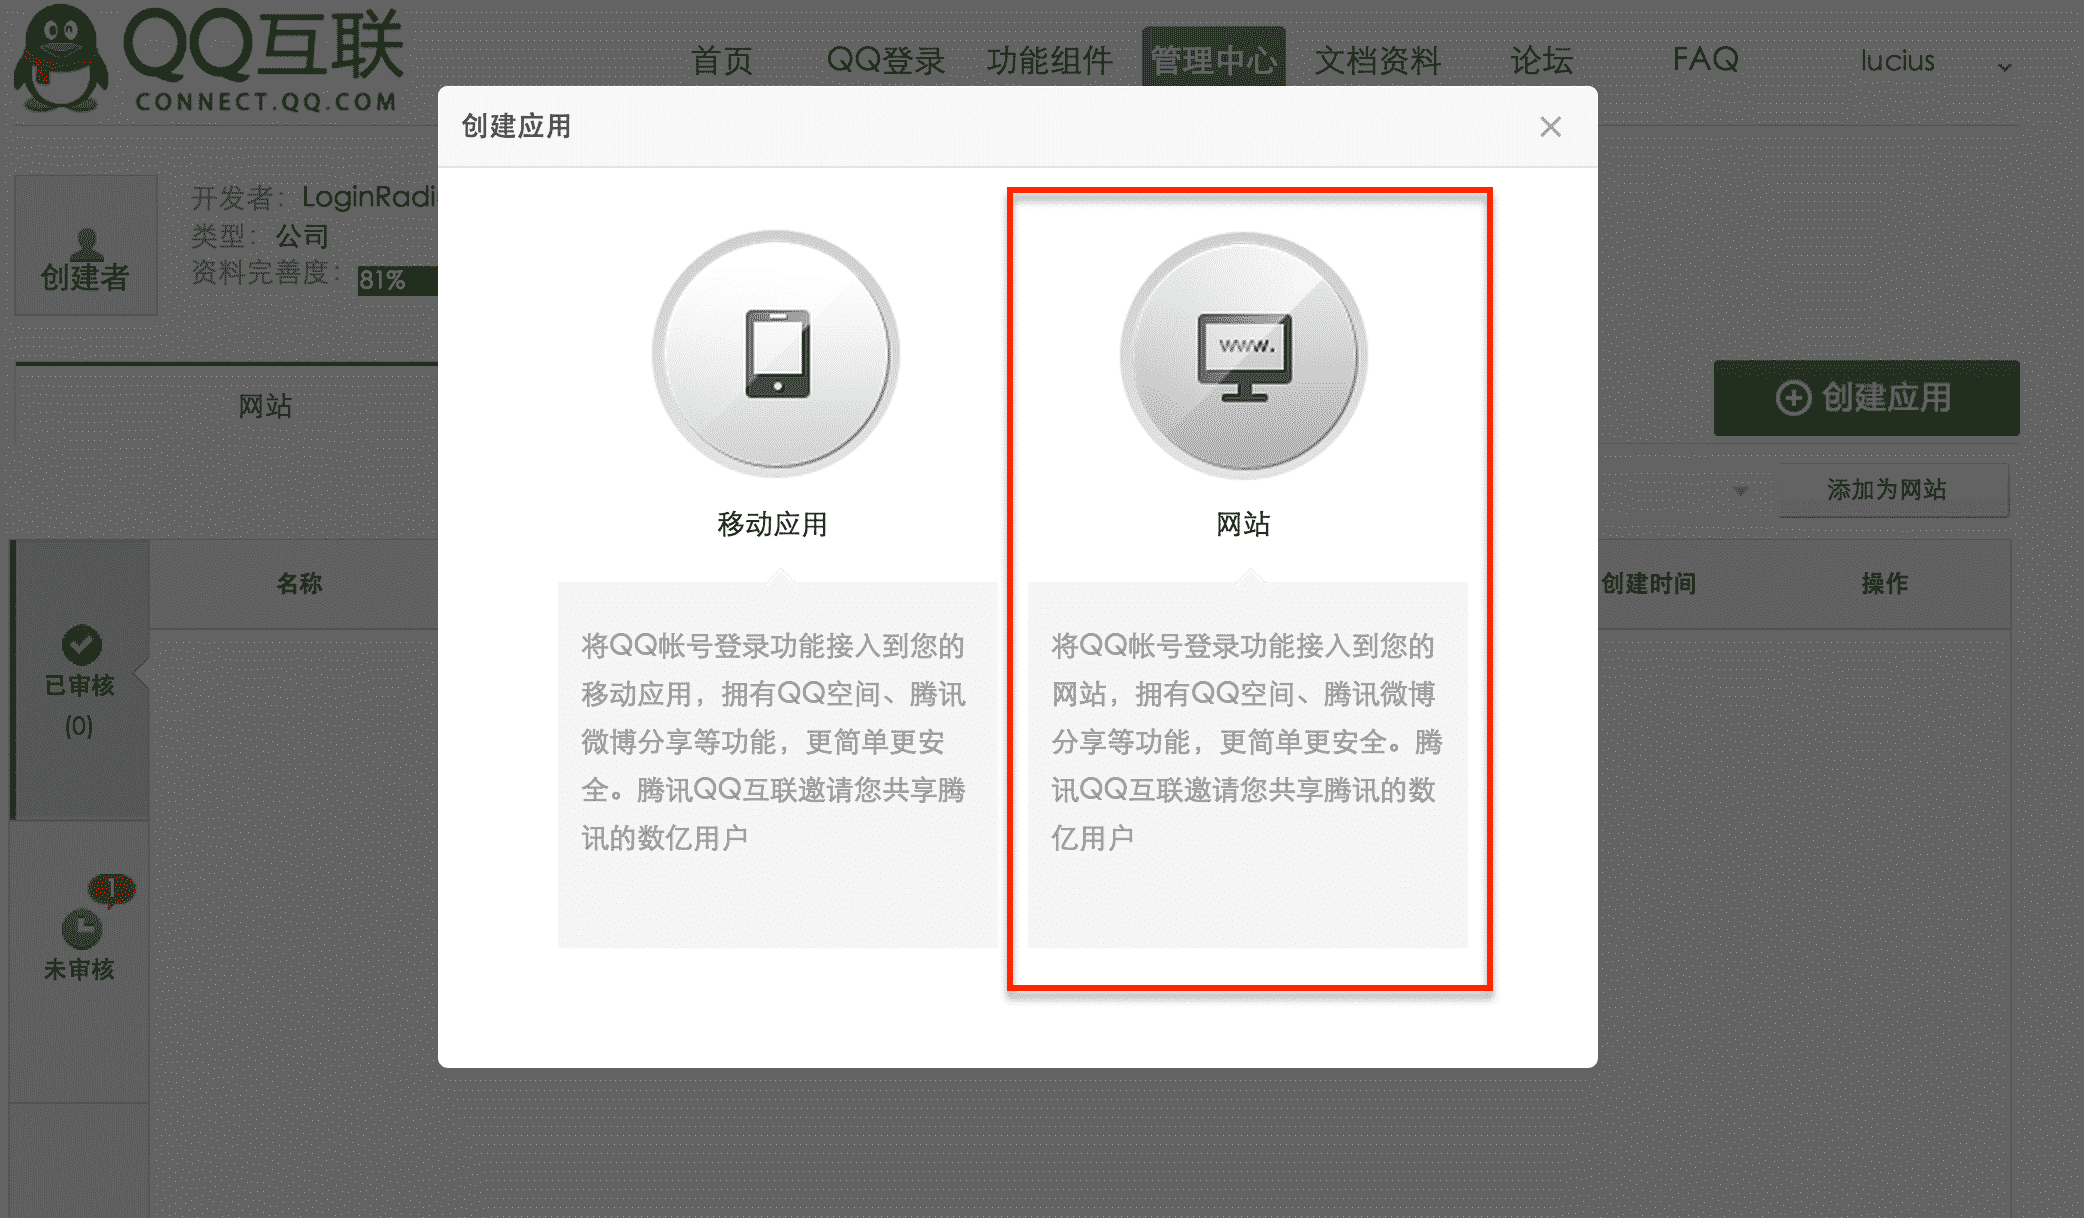 QQ互联
CONNECT.QQ.COM
首页
QQ登录
功能组件
管理中心
文档资料
论坛
FAQ
lucius
创建应用
创建者
开发者：LoginRadi
类型：公司
资料完善度：81%
网站
创建应用
添加为网站
名称
创建时间
操作
已审核
(0)
1
未审核
www.
移动应用
将QQ帐号登录功能接入到您的
移动应用，拥有QQ空间、腾讯
微博分享等功能，更简单更安
全。腾讯QQ互联邀请您共享腾
讯的数亿用户
网站
将QQ帐号登录功能接入到您的
网站，拥有QQ空间、腾讯微博
分享等功能，更简单更安全。腾
讯QQ互联邀请您共享腾讯的数
亿用户